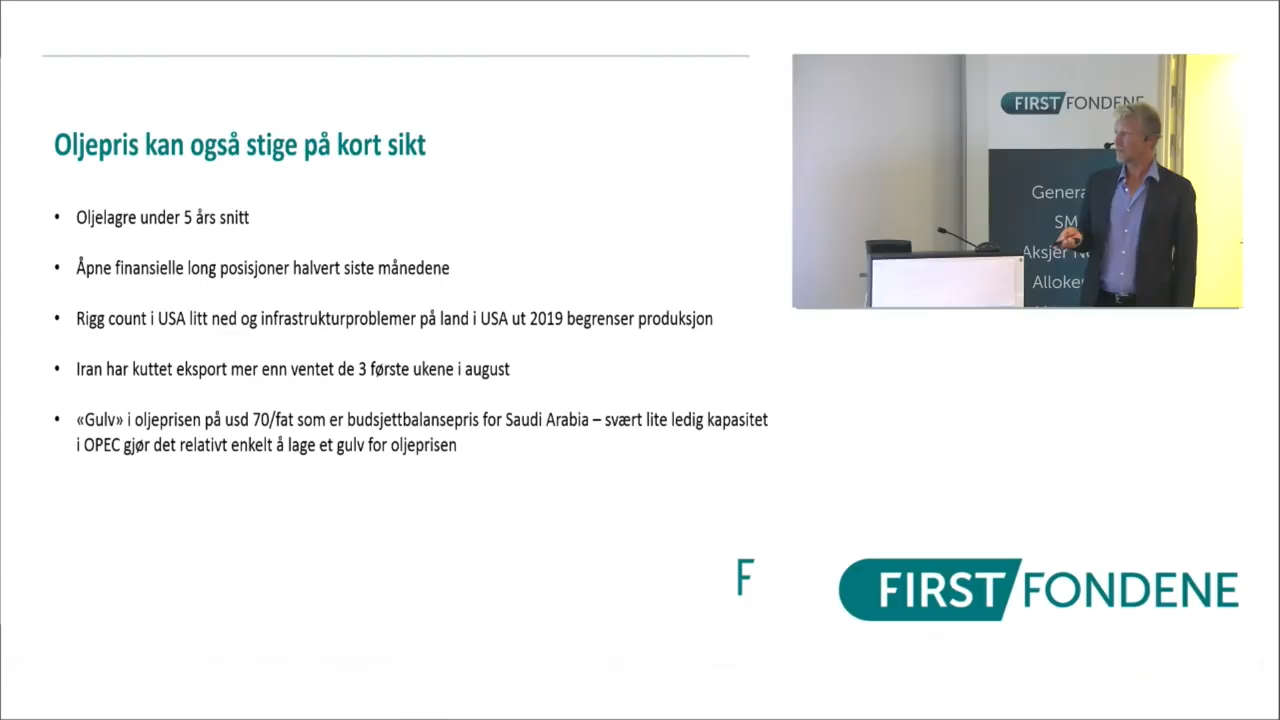 Oljepris kan også stige på kort sikt
• Oljelagre under 5 års snitt
• Åpne finansielle long posisjoner halvert siste månedene
• Rigg count i USA litt ned og infrastrukturproblemer på land i USA ut 2019 begrenser produksjon
• Iran har kuttet eksport mer enn ventet de 3 første ukene i august
• «Gulv» i oljeprisen på usd 70/fat som er budsjettbalansepris for Saudi Arabia – svært lite ledig kapasitet
i OPEC gjør det relativt enkelt å lage et gulv for oljeprisen
FIRST FONDENE
Genera
SM
Aksjer No
Alloke
F
FIRST FONDENE